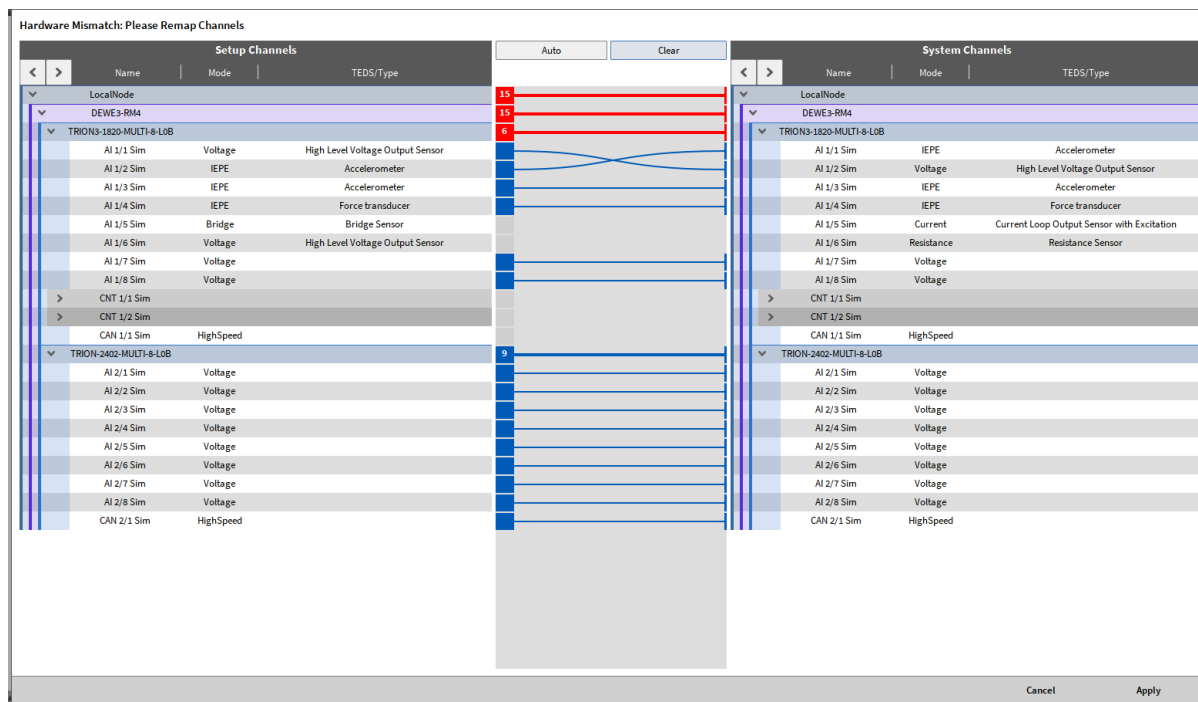 Hardware Mismatch: Please Remap Channels
Setup Channels Auto Clear System Channels
Name Mode TEDS/Type Name Mode TEDS/Type
LocalNode 15 LocalNode
DEWE3-RM4 15 DEWE3-RM4
TRION3-1820-MULTI-8-L0B 6 TRION3-1820-MULTI-8-L0B
AI 1/1 Sim Voltage High Level Voltage Output Sensor AI 1/1 Sim IEPE Accelerometer
AI 1/2 Sim IEPE Accelerometer AI 1/2 Sim Voltage High Level Voltage Output Sensor
AI 1/3 Sim IEPE Accelerometer AI 1/3 Sim IEPE Accelerometer
AI 1/4 Sim IEPE Force transducer AI 1/4 Sim IEPE Force transducer
AI 1/5 Sim Bridge Bridge Sensor AI 1/5 Sim Current Current Loop Output Sensor with Excitation
AI 1/6 Sim Voltage High Level Voltage Output Sensor AI 1/6 Sim Resistance Resistance Sensor
AI 1/7 Sim Voltage AI 1/7 Sim Voltage
AI 1/8 Sim Voltage AI 1/8 Sim Voltage
CNT 1/1 Sim CNT 1/1 Sim
CNT 1/2 Sim CNT 1/2 Sim
CAN 1/1 Sim HighSpeed CAN 1/1 Sim HighSpeed
TRION-2402-MULTI-8-L0B 9 TRION-2402-MULTI-8-L0B
AI 2/1 Sim Voltage AI 2/1 Sim Voltage
AI 2/2 Sim Voltage AI 2/2 Sim Voltage
AI 2/3 Sim Voltage AI 2/3 Sim Voltage
AI 2/4 Sim Voltage AI 2/4 Sim Voltage
AI 2/5 Sim Voltage AI 2/5 Sim Voltage
AI 2/6 Sim Voltage AI 2/6 Sim Voltage
AI 2/7 Sim Voltage AI 2/7 Sim Voltage
AI 2/8 Sim Voltage AI 2/8 Sim Voltage
CAN 2/1 Sim HighSpeed CAN 2/1 Sim HighSpeed
Cancel Apply